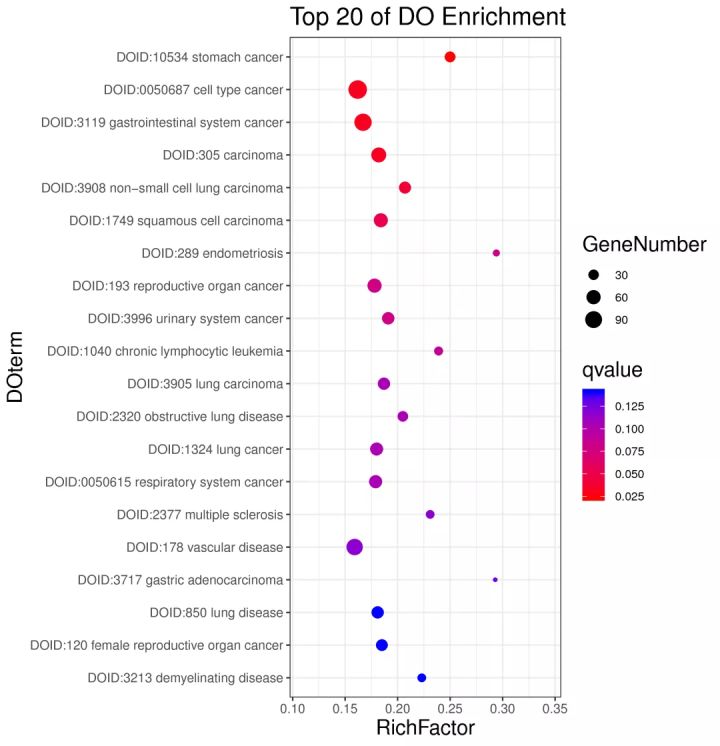 Top 20 of DO Enrichment
DOterm
DOID:10534 stomach cancer
DOID:0050687 cell type cancer
DOID:3119 gastrointestinal system cancer
DOID:305 carcinoma
DOID:3908 non−small cell lung carcinoma
DOID:1749 squamous cell carcinoma
DOID:289 endometriosis
DOID:193 reproductive organ cancer
DOID:3996 urinary system cancer
DOID:1040 chronic lymphocytic leukemia
DOID:3905 lung carcinoma
DOID:2320 obstructive lung disease
DOID:1324 lung cancer
DOID:0050615 respiratory system cancer
DOID:2377 multiple sclerosis
DOID:178 vascular disease
DOID:3717 gastric adenocarcinoma
DOID:850 lung disease
DOID:120 female reproductive organ cancer
DOID:3213 demyelinating disease
0.10 0.15 0.20 0.25 0.30 0.35
RichFactor
GeneNumber
30
60
90
qvalue
0.125
0.100
0.075
0.050
0.025